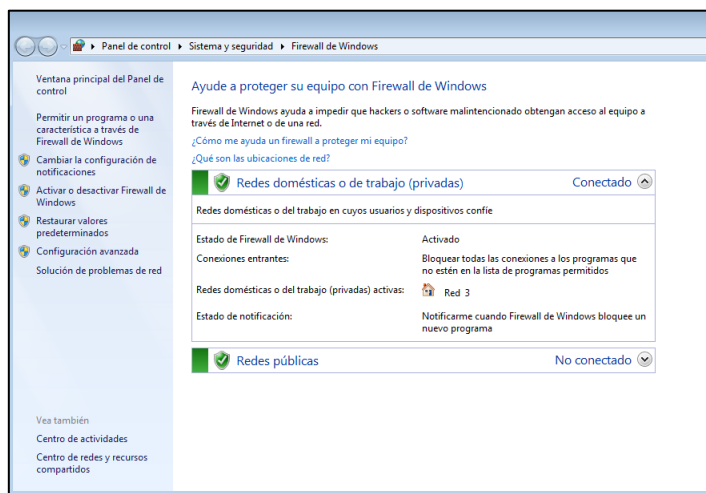 Panel de control ▸ Sistema y seguridad ▸ Firewall de Windows
Ventana principal del Panel de
control
Permitir un programa o una
característica a través de
Firewall de Windows
Cambiar la configuración de
notificaciones
Activar o desactivar Firewall de
Windows
Restaurar valores
predeterminados
Configuración avanzada
Solución de problemas de red
Vea también
Centro de actividades
Centro de redes y recursos
compartidos
Ayude a proteger su equipo con Firewall de Windows
Firewall de Windows ayuda a impedir que hackers o software malintencionado obtengan acceso al equipo a
través de Internet o de una red.
¿Cómo me ayuda un firewall a proteger mi equipo?
¿Qué son las ubicaciones de red?
Redes domésticas o de trabajo (privadas) Conectado
Redes domésticas o del trabajo en cuyos usuarios y dispositivos confíe
Estado de Firewall de Windows: Activado
Conexiones entrantes: Bloquear todas las conexiones a los programas que
no estén en la lista de programas permitidos
Redes domésticas o del trabajo (privadas) activas: Red 3
Estado de notificación: Notificarme cuando Firewall de Windows bloquee un
nuevo programa
Redes públicas No conectado